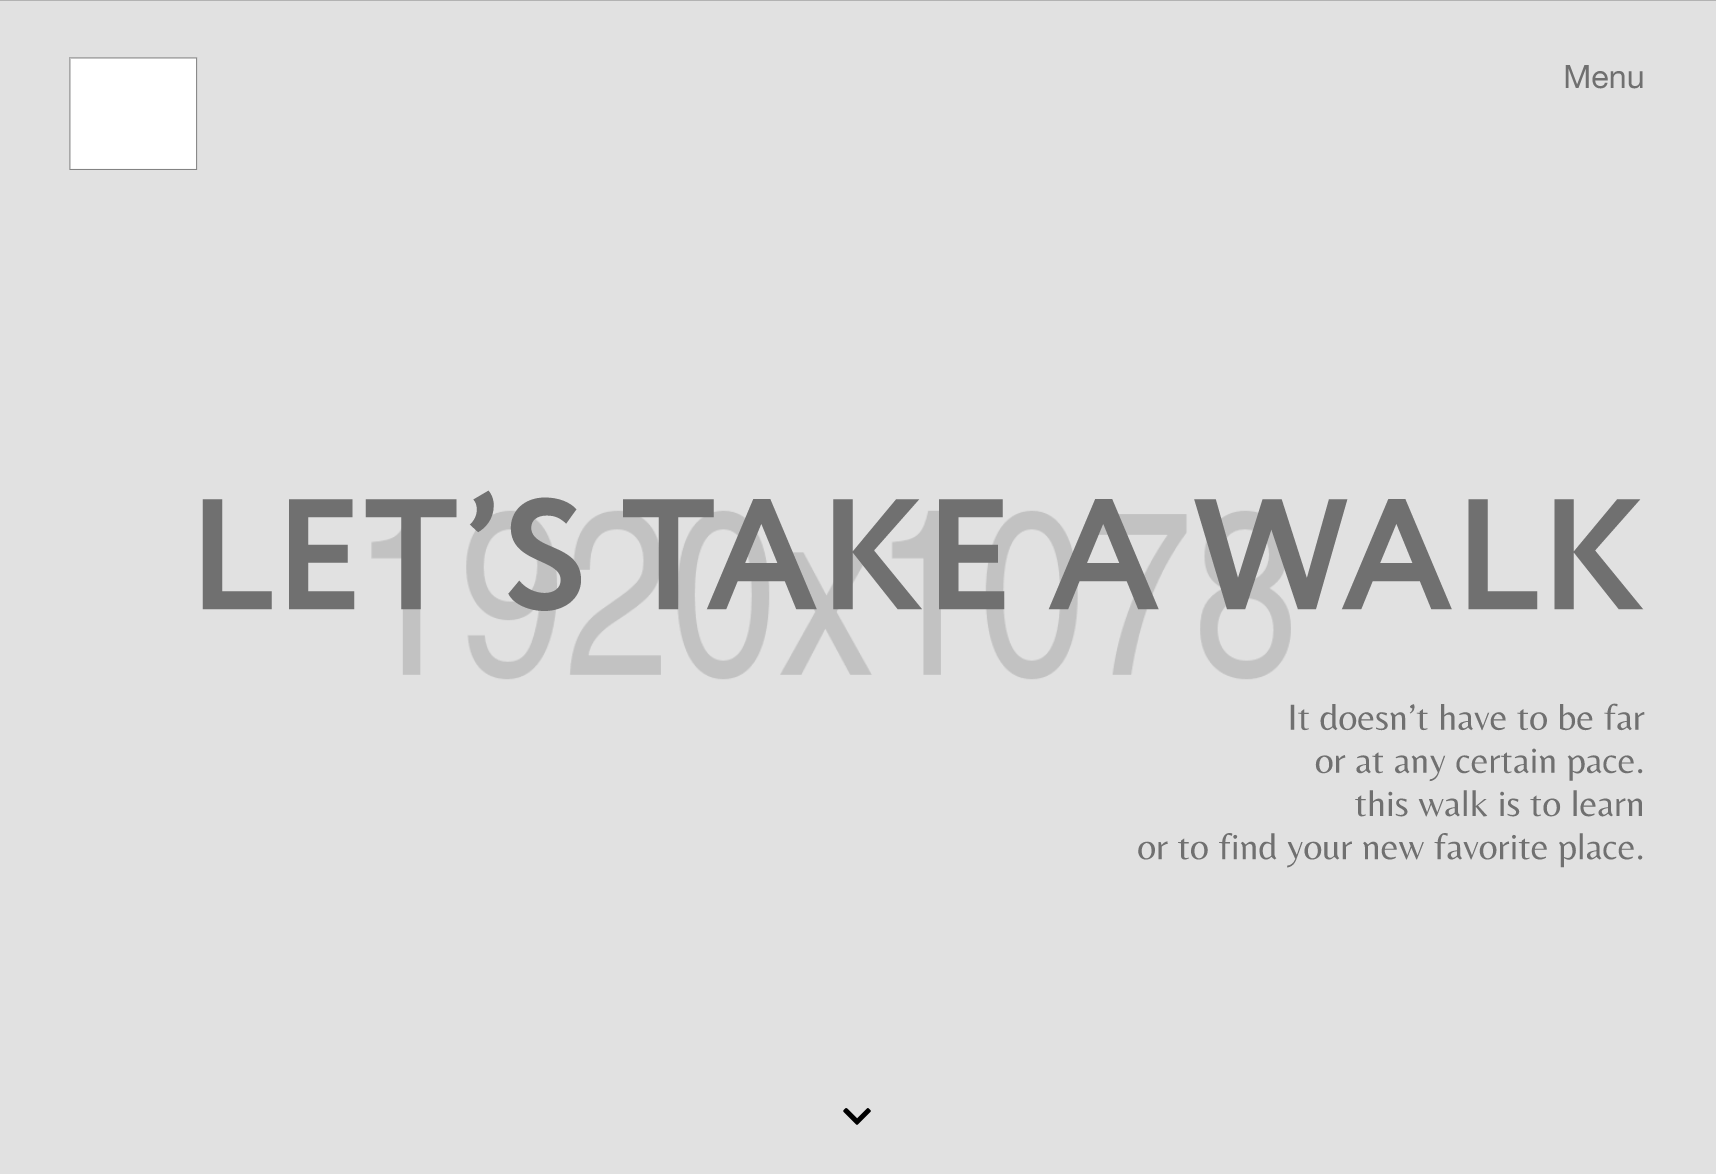 Menu
LET’S TAKE A WALK
1920x1078
It doesn’t have to be far
or at any certain pace.
this walk is to learn
or to find your new favorite place.